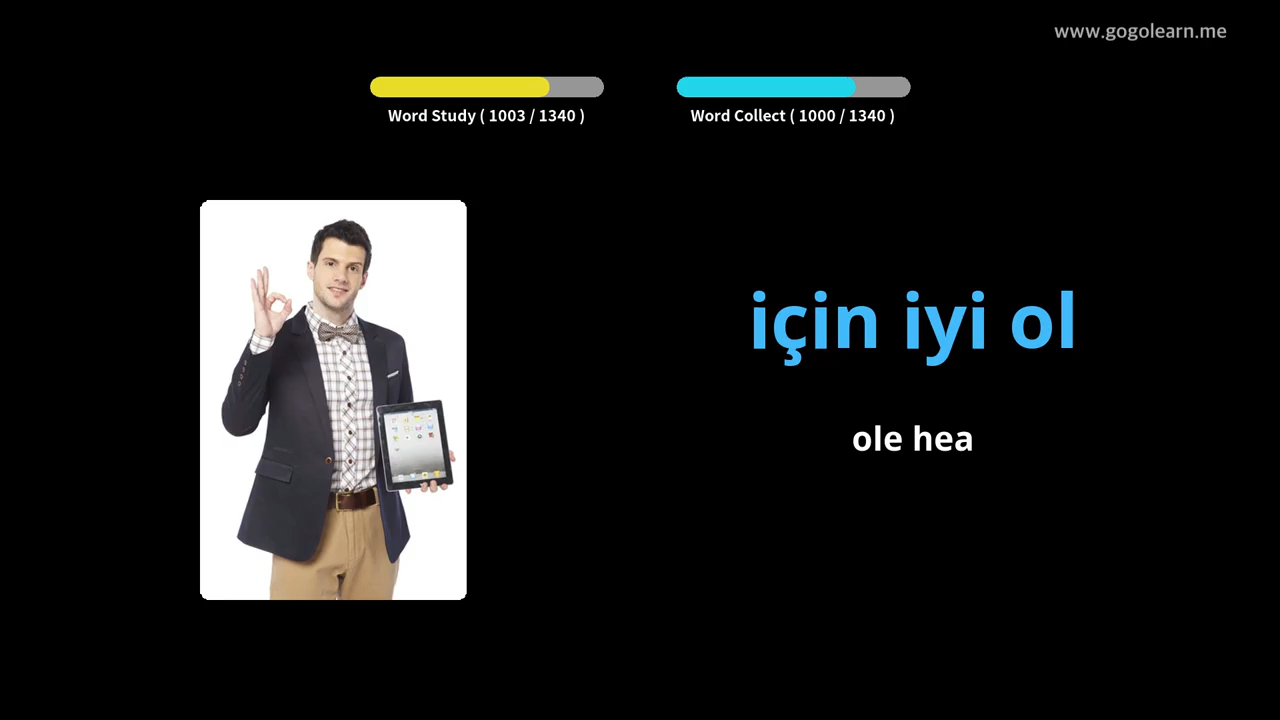 www.gogolearn.me
Word Study ( 1003 / 1340 )
Word Collect ( 1000 / 1340 )
için iyi ol
ole hea